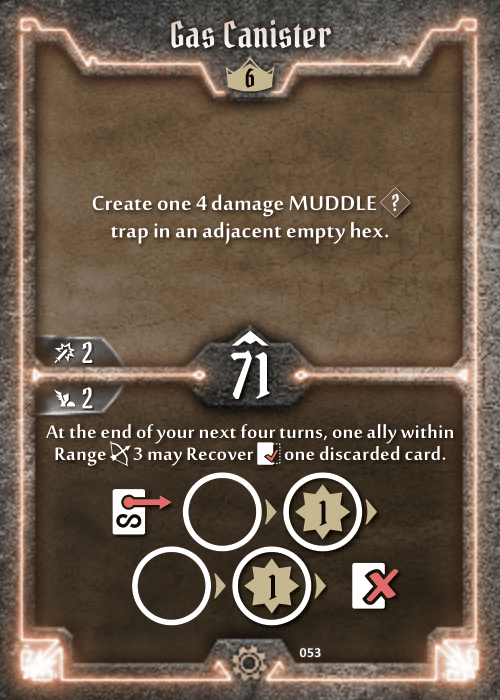 Gas Canister
6
Create one 4 damage MUDDLE ?
trap in an adjacent empty hex.
2
71
2
At the end of your next four turns, one ally within
Range 3 may Recover one discarded card.
1
1
053